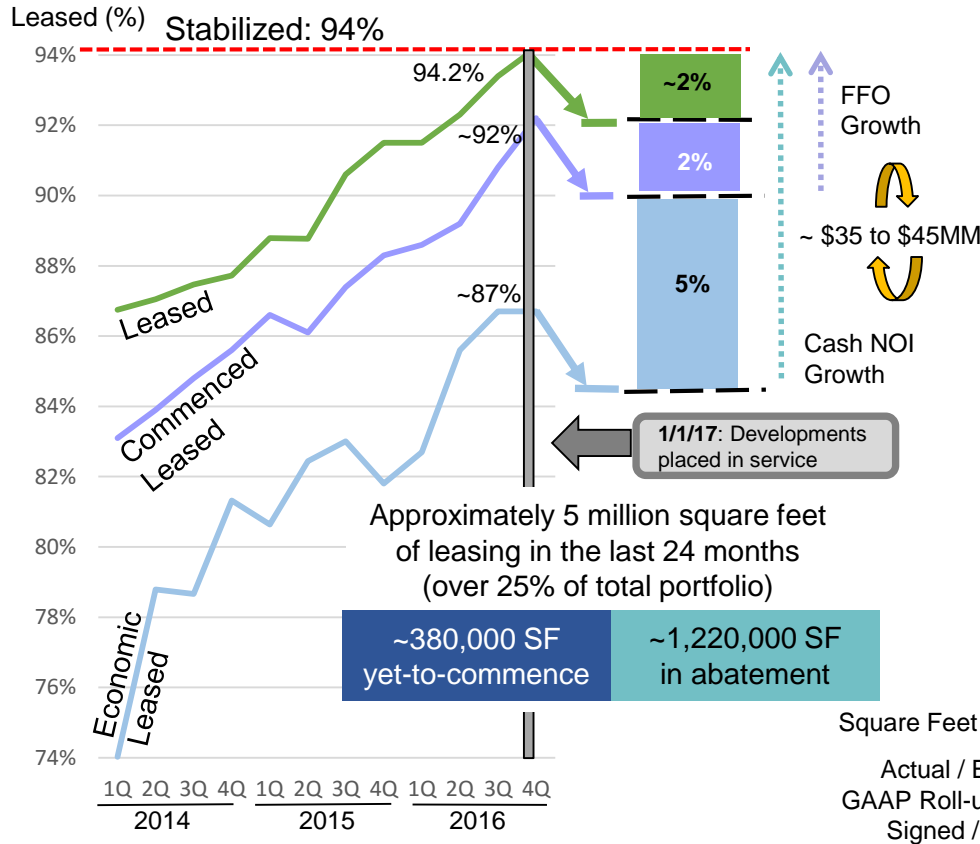 Leased (%)
Stabilized: 94%
94%
92%
90%
88%
86%
84%
82%
80%
78%
76%
74%
94.2%
~92%
~87%
Leased
Commenced
Leased
Economic
Leased
~2%
2%
5%
FFO
Growth
~ $35 to $45MM
Cash NOI
Growth
1/1/17: Developments
placed in service
Approximately 5 million square feet
of leasing in the last 24 months
(over 25% of total portfolio)
~380,000 SF
yet-to-commence
~1,220,000 SF
in abatement
Square Feet
Actual /
GAAP
Signed /
1Q 2Q 3Q 4Q 1Q 2Q 3Q 4Q 1Q 2Q 3Q 4Q
2014 2015 2016